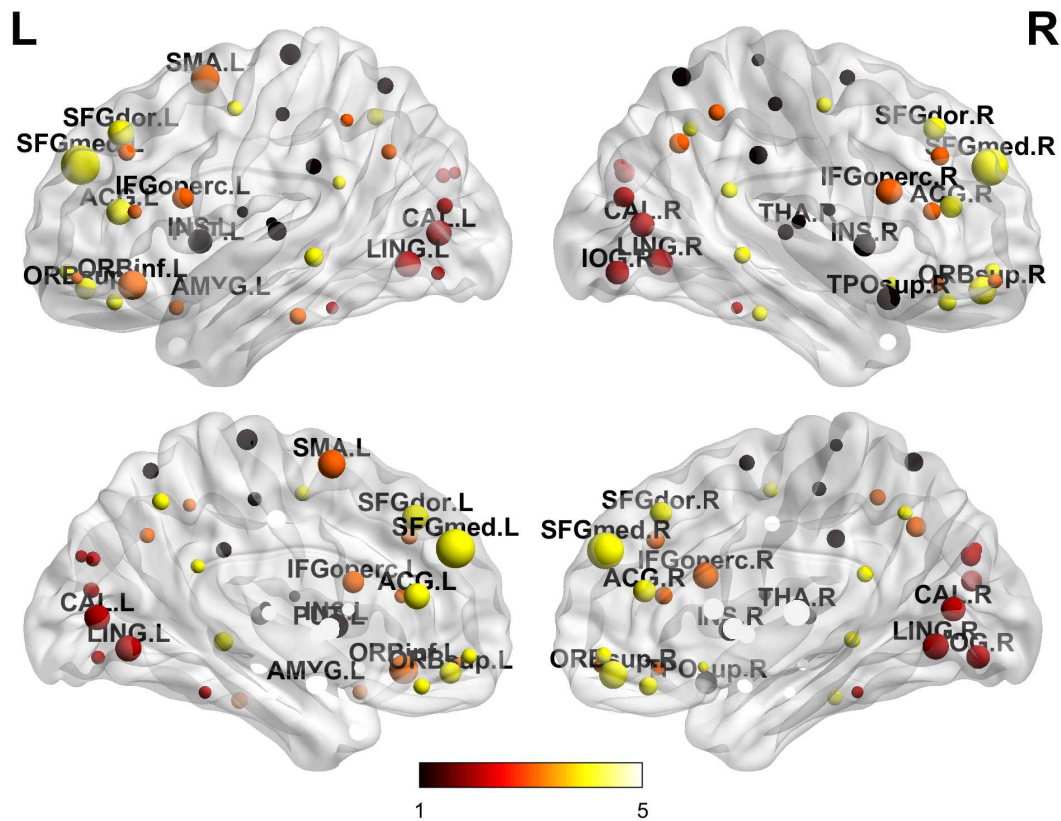 L
R
SMA.L
SFGdor.L
SFGmed.L
IFGoperc.L
ACG.L
INS.L
CAL.L
LING.L
ORBinf.L
AMYG.L
SFGdor.R
SFGmed.R
IFGoperc.R
ACG.R
CAL.R
THA.R
INS.R
LING.R
IOG.R
ORBsup.R
TPOsup.R
SMA.L
SFGdor.L
SFGmed.L
IFGoperc.L
ACG.L
CAL.L
LING.L
ORBinf.L
ORBsup.L
AMYG.L
SFGdor.R
SFGmed.R
IFGoperc.R
ACG.R
THA.R
CAL.R
INS.R
LING.R
IOG.R
ORBsup.R
TPOsup.R
1
5